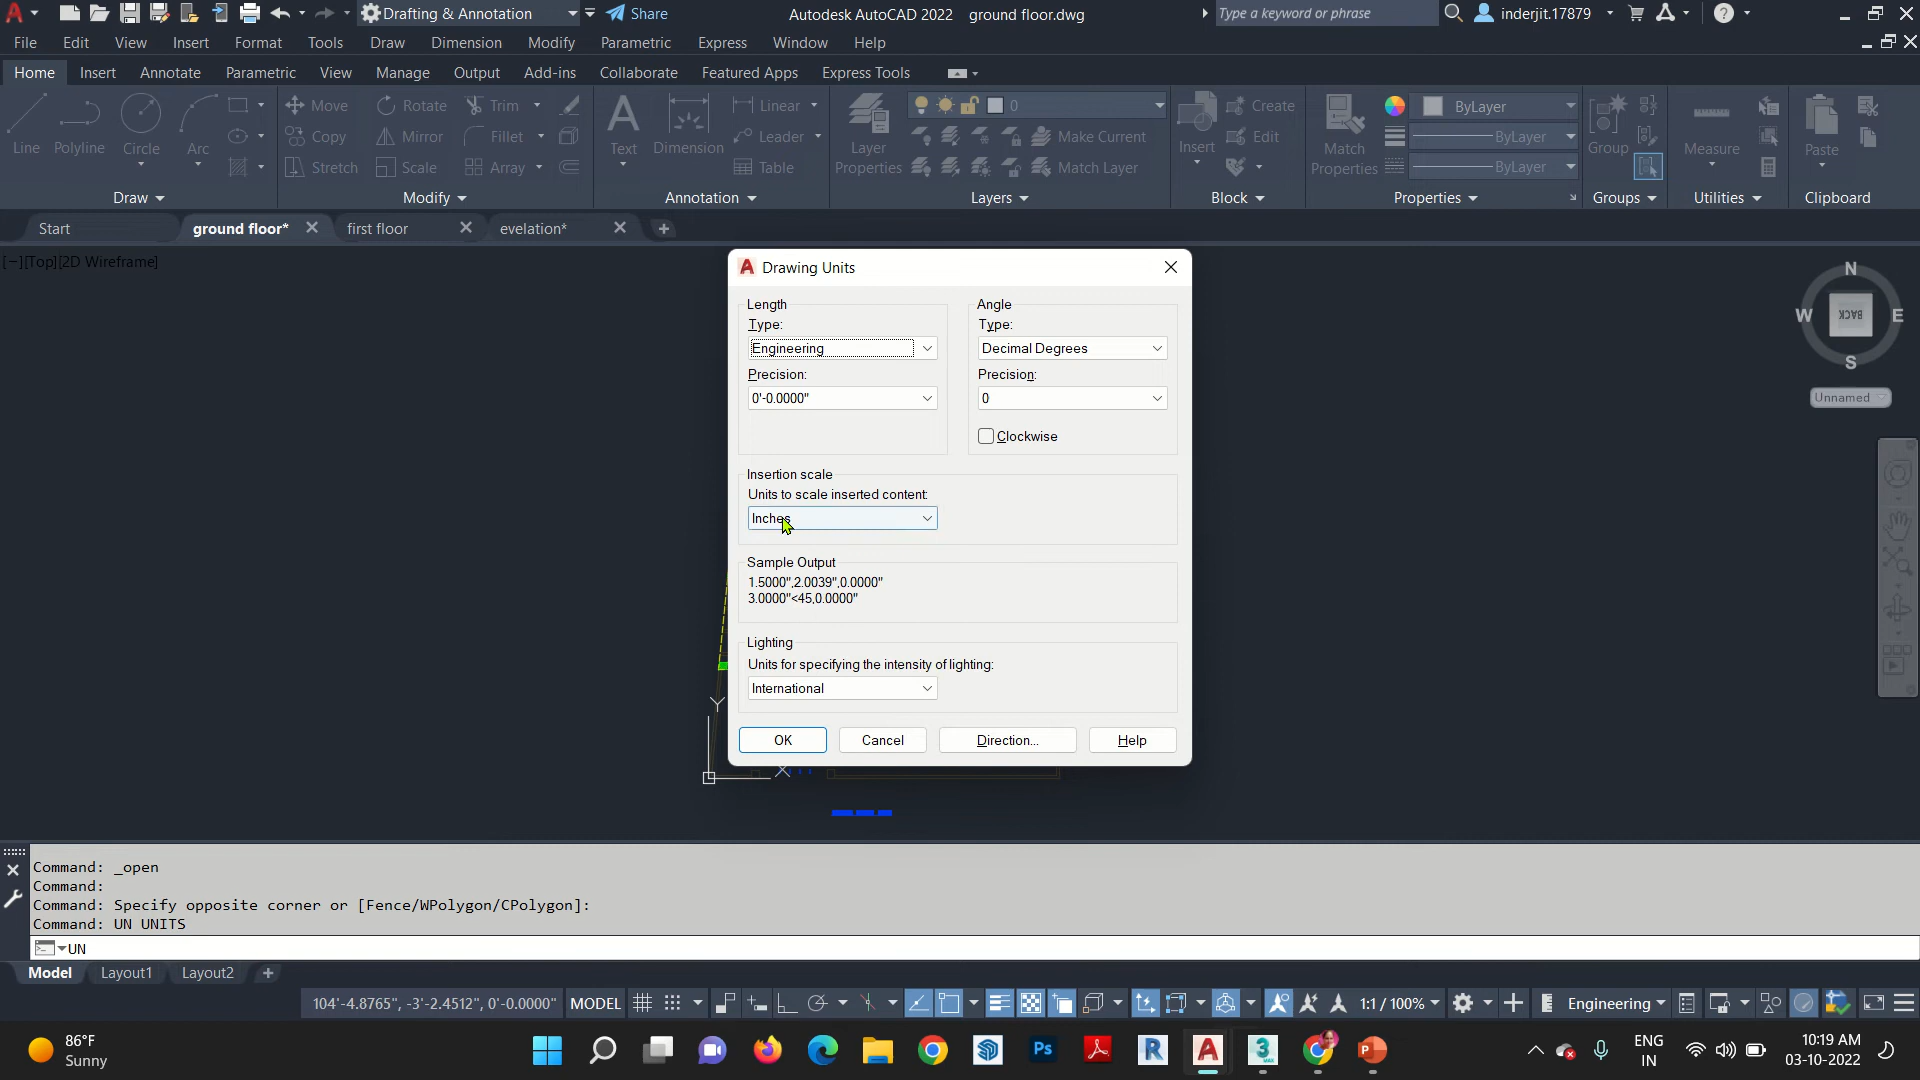 Drafting & Annotation
Share
Autodesk AutoCAD 2022 ground floor.dwg
Type a keyword or phrase
inderjit.17879
File Edit View Insert Format Tools Draw Dimension Modify Parametric Express Window Help
Home Insert Annotate Parametric View Manage Output Add-ins Collaborate Featured Apps Express Tools
Line Polyline Circle Arc
Move Rotate Trim
Copy Mirror Fillet
Stretch Scale Array
Text Dimension
Linear
Leader
Table
Layer
Properties
0
Make Current
Match Layer
Insert
Create
Edit
Match
Properties
ByLayer
ByLayer
ByLayer
Group
Measure
Paste
Draw Modify Annotation Layers Block Properties Groups Utilities Clipboard
Start ground floor* first floor evelation*
[−][Top][2D Wireframe]
N
W BACK E
S
Unnamed
Drawing Units
Length
Type:
Engineering
Precision:
0'-0.0000"
Angle
Type:
Decimal Degrees
Precision:
0
Clockwise
Insertion scale
Units to scale inserted content:
Inches
Sample Output
1.5000",2.0039",0.0000"
3.0000"<45,0.0000"
Lighting
Units for specifying the intensity of lighting:
International
OK Cancel Direction... Help
Y
X
Command: _open
Command:
Command: Specify opposite corner or [Fence/WPolygon/CPolygon]:
Command: UN UNITS
UN
Model Layout1 Layout2
104'-4.8765", -3'-2.4512", 0'-0.0000" MODEL 1:1 / 100% Engineering
86°F
Sunny
Ps
R
A
3
P
ENG
IN
10:19 AM
03-10-2022